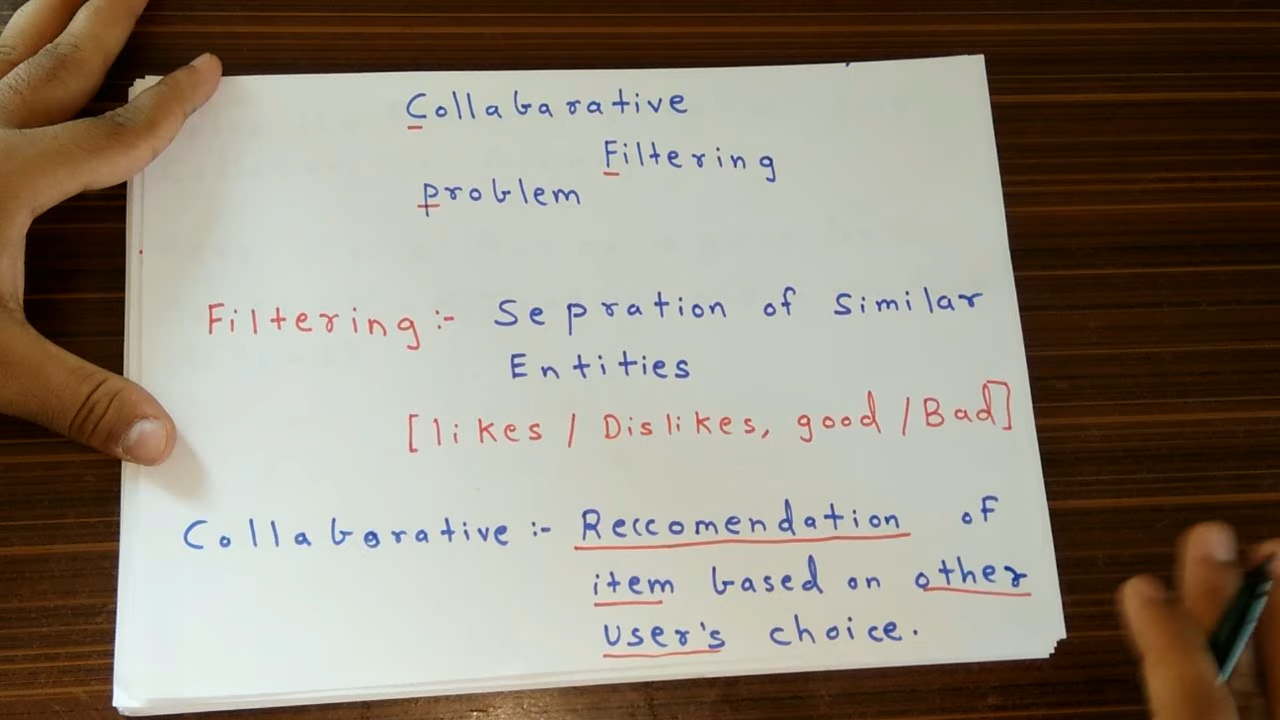 Collabarative
Filtering
problem
Filtering :- Sepration of Similar
Entities
[likes / Dislikes, good / Bad]
Collaborative :- Reccomendation of
item based on other
user's choice.